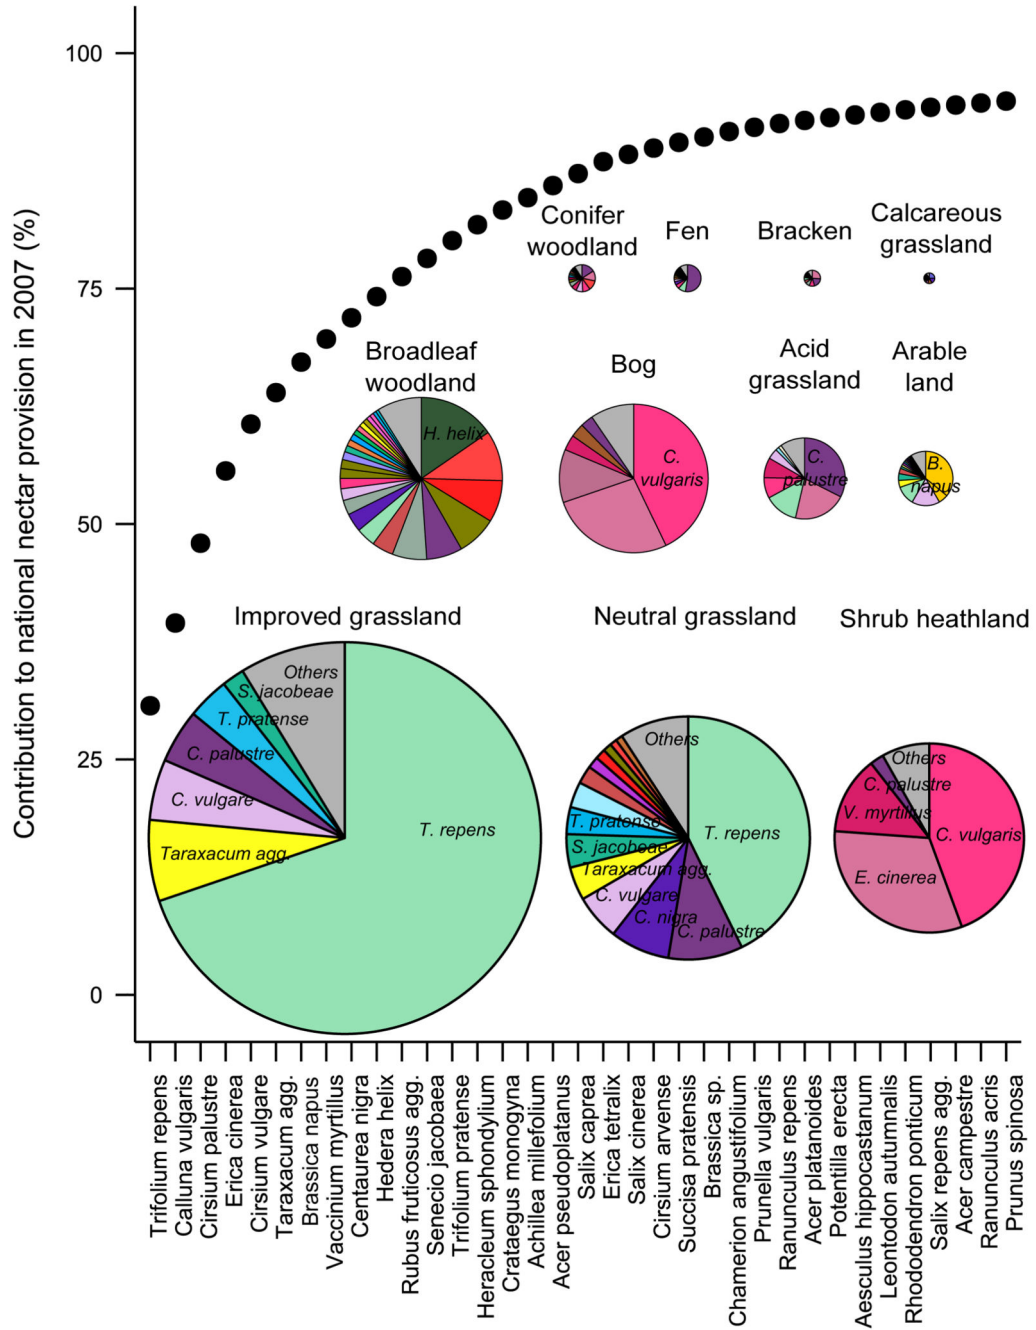 Contribution to national nectar provision in 2007 (%)
100
75
50
25
0
Conifer
woodland
Fen
Bracken
Calcareous
grassland
Broadleaf
woodland
Bog
Acid
grassland
Arable
land
H. helix
C.
vulgaris
C.
palustre
B.
napus
Improved grassland
Neutral grassland
Shrub heathland
Others
S. jacobeae
T. pratense
C. palustre
C. vulgare
Taraxacum agg.
T. repens
Others
T. pratense
S. jacobeae
Taraxacum agg.
C. vulgare
C. nigra
C. palustre
T. repens
Others
C. palustre
V. myrtillus
C. vulgaris
E. cinerea
Trifolium repens
Calluna vulgaris
Cirsium palustre
Erica cinerea
Cirsium vulgare
Taraxacum agg.
Brassica napus
Vaccinium myrtillus
Centaurea nigra
Hedera helix
Rubus fruticosus agg.
Senecio jacobaea
Trifolium pratense
Heracleum sphondylium
Crataegus monogyna
Achillea millefolium
Acer pseudoplatanus
Salix caprea
Erica tetralix
Salix cinerea
Cirsium arvense
Succisa pratensis
Brassica sp.
Chamerion angustifolium
Prunella vulgaris
Ranunculus repens
Acer platanoides
Potentilla erecta
Aesculus hippocastanum
Leontodon autumnalis
Rhododendron ponticum
Salix repens agg.
Acer campestre
Ranunculus acris
Prunus spinosa